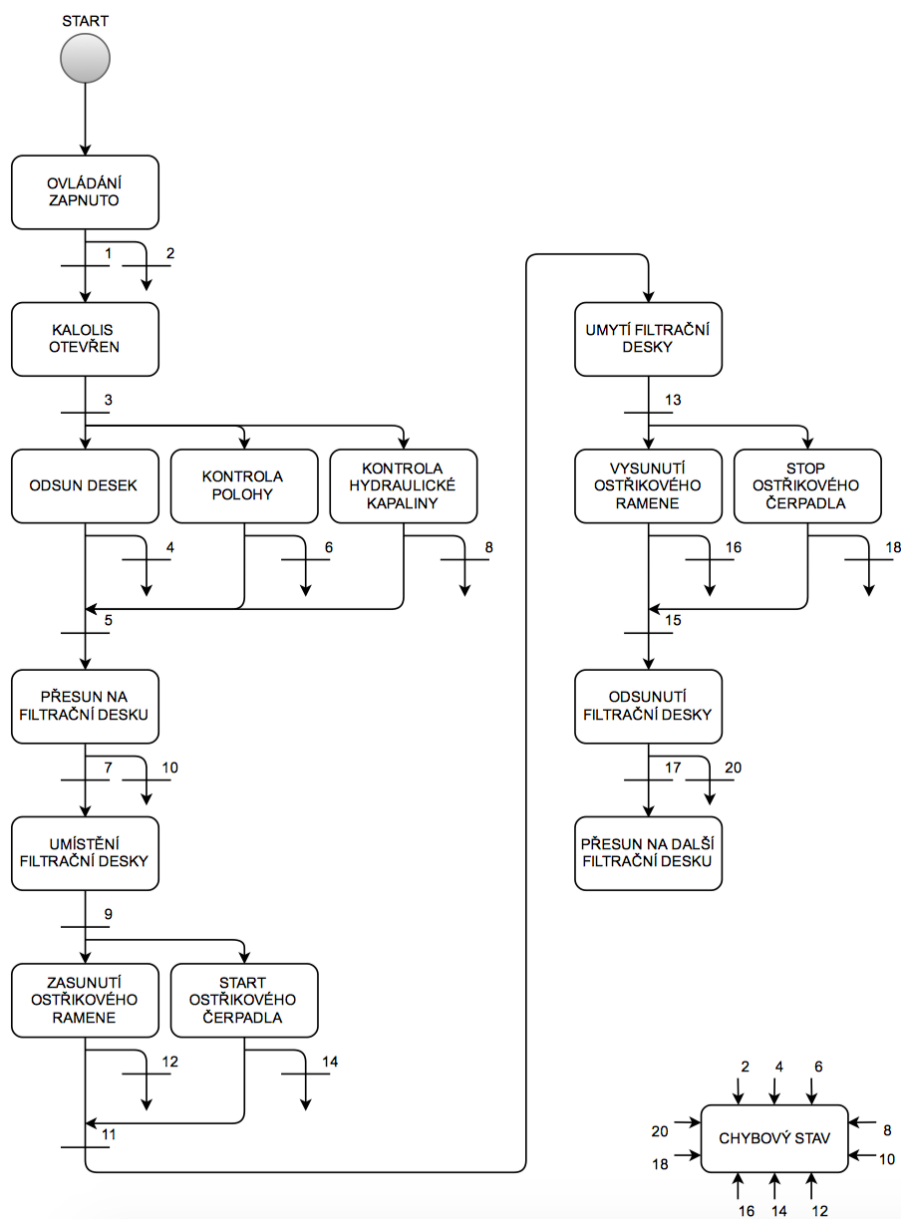 START
OVLÁDÁNÍ
ZAPNUTO
1
2
KALOLIS
OTEVŘEN
3
ODSUN DESEK
KONTROLA
POLOHY
KONTROLA
HYDRAULICKÉ
KAPALINY
4
6
8
5
PŘESUN NA
FILTRAČNÍ DESKU
7
10
UMÍSTĚNÍ
FILTRAČNÍ DESKY
9
ZASUNUTÍ
OSTŘIKOVÉHO
RAMENE
START
OSTŘIKOVÉHO
ČERPADLA
12
14
11
UMYTÍ FILTRAČNÍ
DESKY
13
VYSUNUTÍ
OSTŘIKOVÉHO
RAMENE
STOP
OSTŘIKOVÉHO
ČERPADLA
16
18
15
ODSUNUTÍ
FILTRAČNÍ DESKY
17
20
PŘESUN NA DALŠÍ
FILTRAČNÍ DESKU
2
4
6
20
8
CHYBOVÝ STAV
18
10
16
14
12